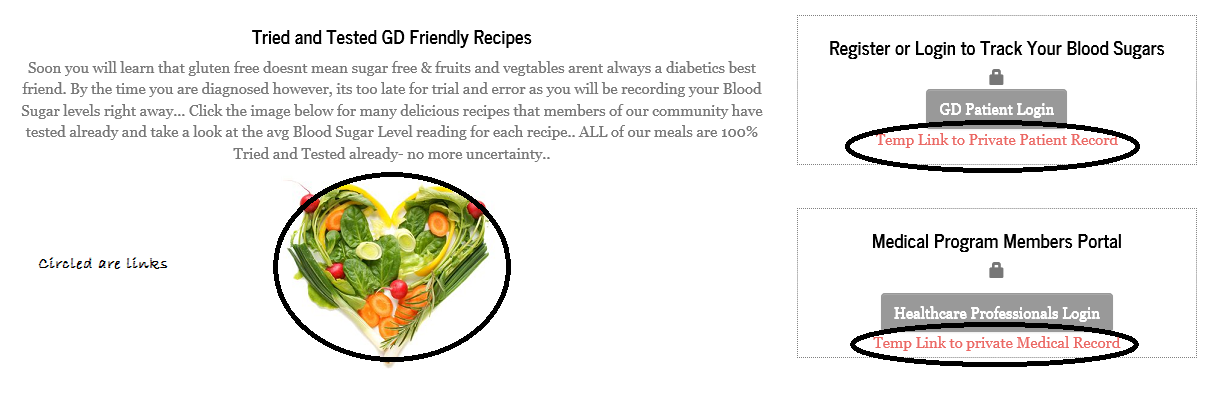 Tried and Tested GD Friendly Recipes
Soon you will learn that gluten free doesnt mean sugar free & fruits and vegtables arent always a diabetics best
friend. By the time you are diagnosed however, its too late for trial and error as you will be recording your Blood
Sugar levels right away... Click the image below for many delicious recipes that members of our community have
tested already and take a look at the avg Blood Sugar Level reading for each recipe.. ALL of our meals are 100%
Tried and Tested already- no more uncertainty..
Circled are links
Register or Login to Track Your Blood Sugars
GD Patient Login
Temp Link to Private Patient Record
Medical Program Members Portal
Healthcare Professionals Login
Temp Link to private Medical Record